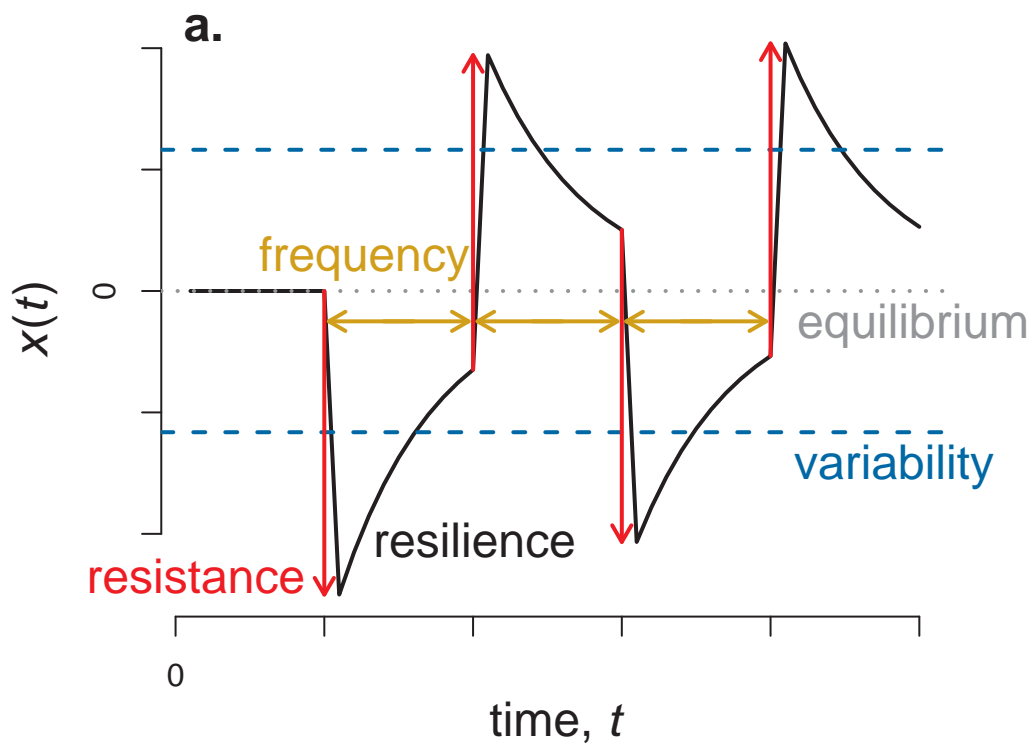 a.
x(t)
0
frequency
equilibrium
variability
resilience
resistance
0
time, t